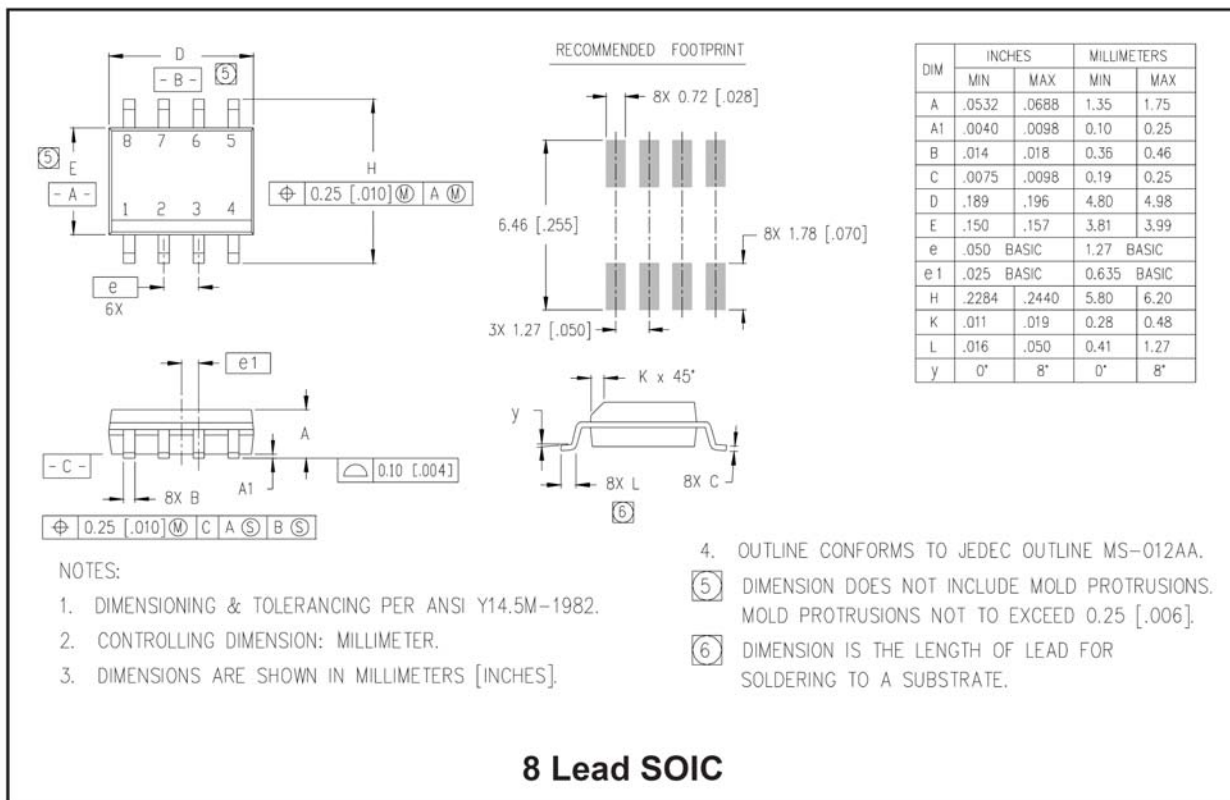 D
- B -
5
8 7 6 5
5
E
- A -
H
1 2 3 4
⌖ 0.25 [.010] Ⓜ A Ⓜ
e
6X
RECOMMENDED FOOTPRINT
8X 0.72 [.028]
6.46 [.255]
8X 1.78 [.070]
3X 1.27 [.050]
DIM INCHES MILLIMETERS
MIN MAX MIN MAX
A .0532 .0688 1.35 1.75
A1 .0040 .0098 0.10 0.25
B .014 .018 0.36 0.46
C .0075 .0098 0.19 0.25
D .189 .196 4.80 4.98
E .150 .157 3.81 3.99
e .050 BASIC 1.27 BASIC
e1 .025 BASIC 0.635 BASIC
H .2284 .2440 5.80 6.20
K .011 .019 0.28 0.48
L .016 .050 0.41 1.27
y 0° 8° 0° 8°
e1
A
- C -
8X B
A1
⌓ 0.10 [.004]
⌖ 0.25 [.010] Ⓜ C A Ⓢ B Ⓢ
K x 45°
y
8X L
6
8X C
NOTES:
1. DIMENSIONING & TOLERANCING PER ANSI Y14.5M-1982.
2. CONTROLLING DIMENSION: MILLIMETER.
3. DIMENSIONS ARE SHOWN IN MILLIMETERS [INCHES].
4. OUTLINE CONFORMS TO JEDEC OUTLINE MS-012AA.
5 DIMENSION DOES NOT INCLUDE MOLD PROTRUSIONS.
MOLD PROTRUSIONS NOT TO EXCEED 0.25 [.006].
6 DIMENSION IS THE LENGTH OF LEAD FOR
SOLDERING TO A SUBSTRATE.
8 Lead SOIC